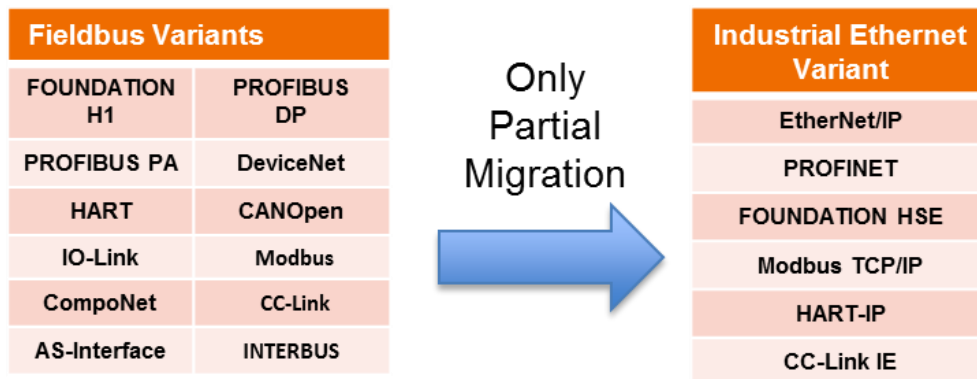 Fieldbus Variants
FOUNDATION
H1
PROFIBUS
DP
PROFIBUS PA
DeviceNet
HART
CANOpen
IO-Link
Modbus
CompoNet
CC-Link
AS-Interface
INTERBUS
Only
Partial
Migration
Industrial Ethernet
Variant
EtherNet/IP
PROFINET
FOUNDATION HSE
Modbus TCP/IP
HART-IP
CC-Link IE